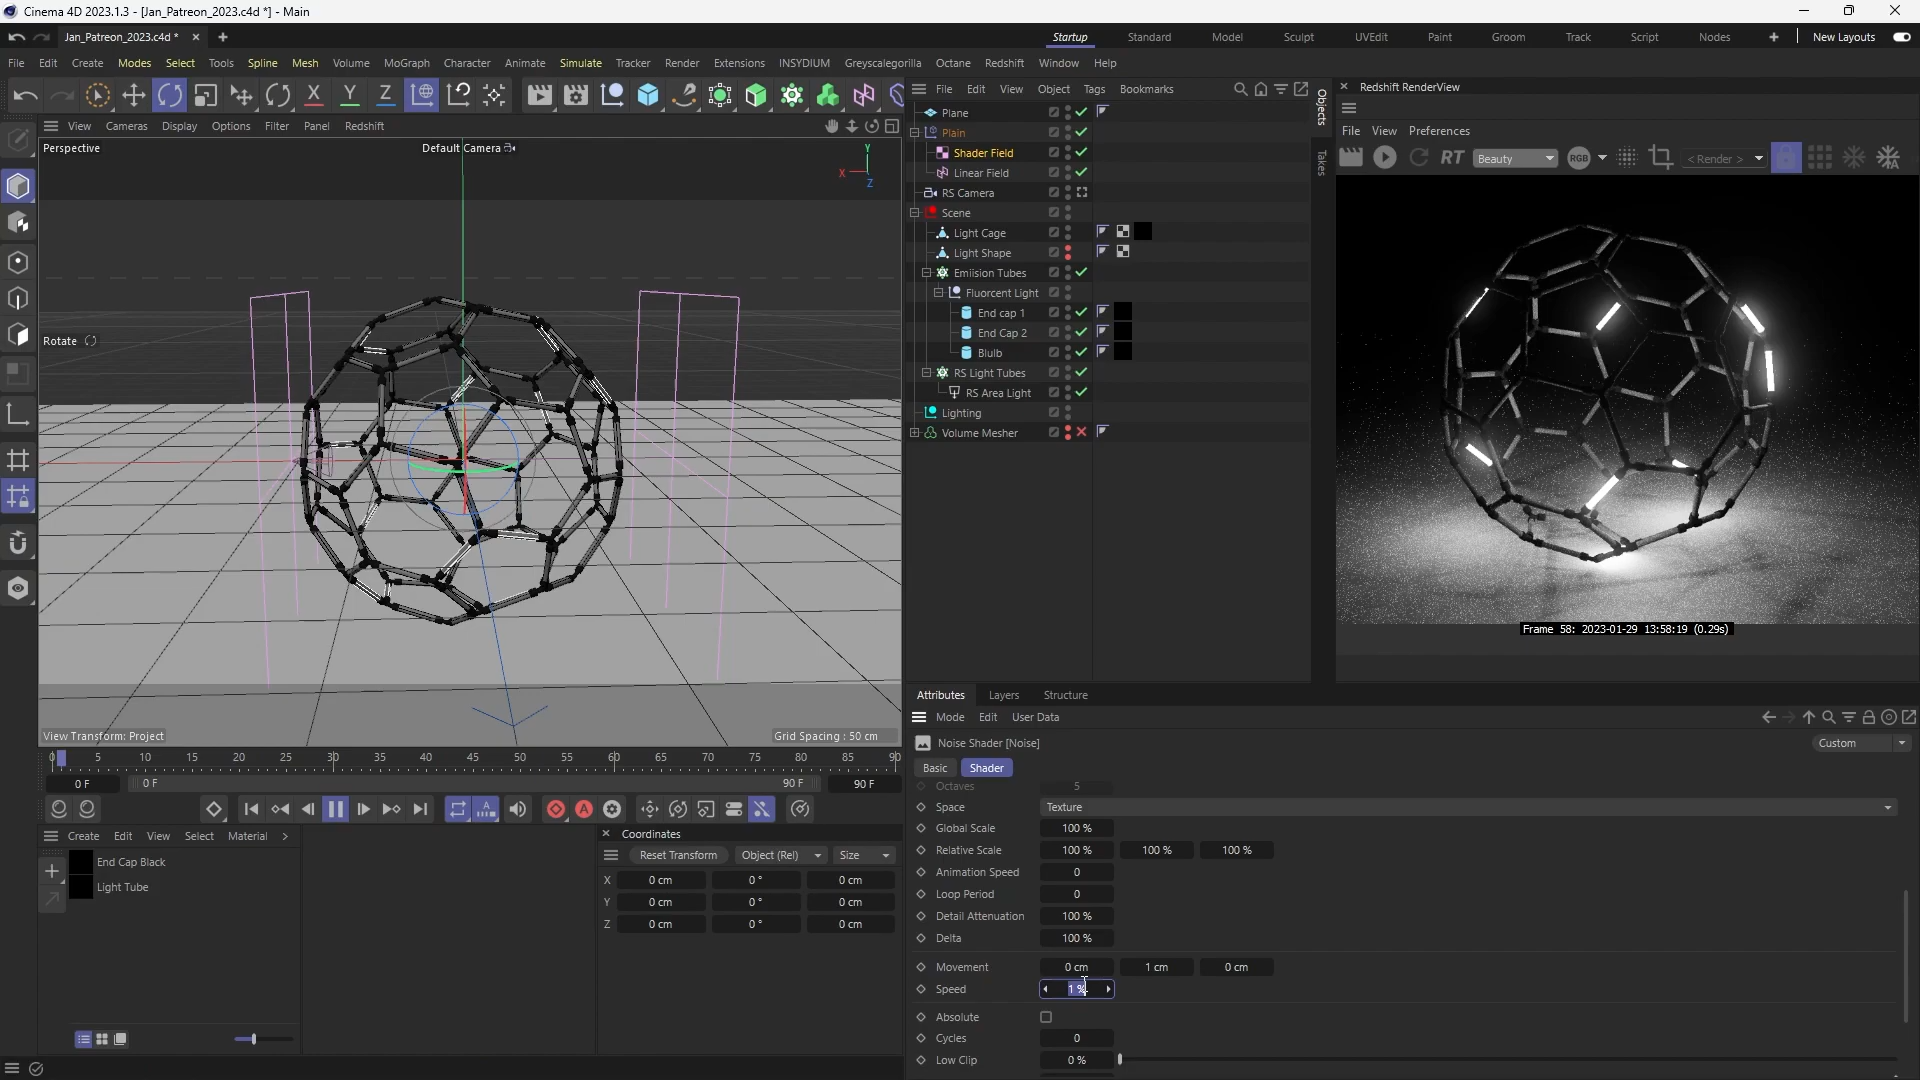 Cinema 4D 2023.1.3 - [Jan_Patreon_2023.c4d *] - Main
Jan_Patreon_2023.c4d *
Startup Standard Model Sculpt UVEdit Paint Groom Track Script Nodes New Layouts
File Edit Create Modes Select Tools Spline Mesh Volume MoGraph Character Animate Simulate Tracker Render Extensions INSYDIUM Greyscalegorilla Octane Redshift Window Help
X Y Z
View Cameras Display Options Filter Panel Redshift
Perspective
Default Camera
Y
X
Z
Rotate
View Transform: Project
Grid Spacing : 50 cm
0 5 10 15 20 25 30 35 40 45 50 55 60 65 70 75 80 85 90
0 F 0 F 90 F 90 F
Create Edit View Select Material
End Cap Black
Light Tube
Coordinates
Reset Transform Object (Rel) Size
X 0 cm 0 ° 0 cm
Y 0 cm 0 ° 0 cm
Z 0 cm 0 ° 0 cm
File Edit View Object Tags Bookmarks
Objects
Takes
Plane
Plain
Shader Field
Linear Field
RS Camera
Scene
Light Cage
Light Shape
Emiision Tubes
Fluorcent Light
End cap 1
End Cap 2
Blulb
RS Light Tubes
RS Area Light
Lighting
Volume Mesher
Redshift RenderView
File View Preferences
RT Beauty RGB < Render >
Frame 58: 2023-01-29 13:58:19 (0.29s)
Attributes Layers Structure
Mode Edit User Data
Noise Shader [Noise]
Custom
Basic Shader
Octaves 5
Space Texture
Global Scale 100 %
Relative Scale 100 % 100 % 100 %
Animation Speed 0
Loop Period 0
Detail Attenuation 100 %
Delta 100 %
Movement 0 cm 1 cm 0 cm
Speed 1 %
Absolute
Cycles 0
Low Clip 0 %